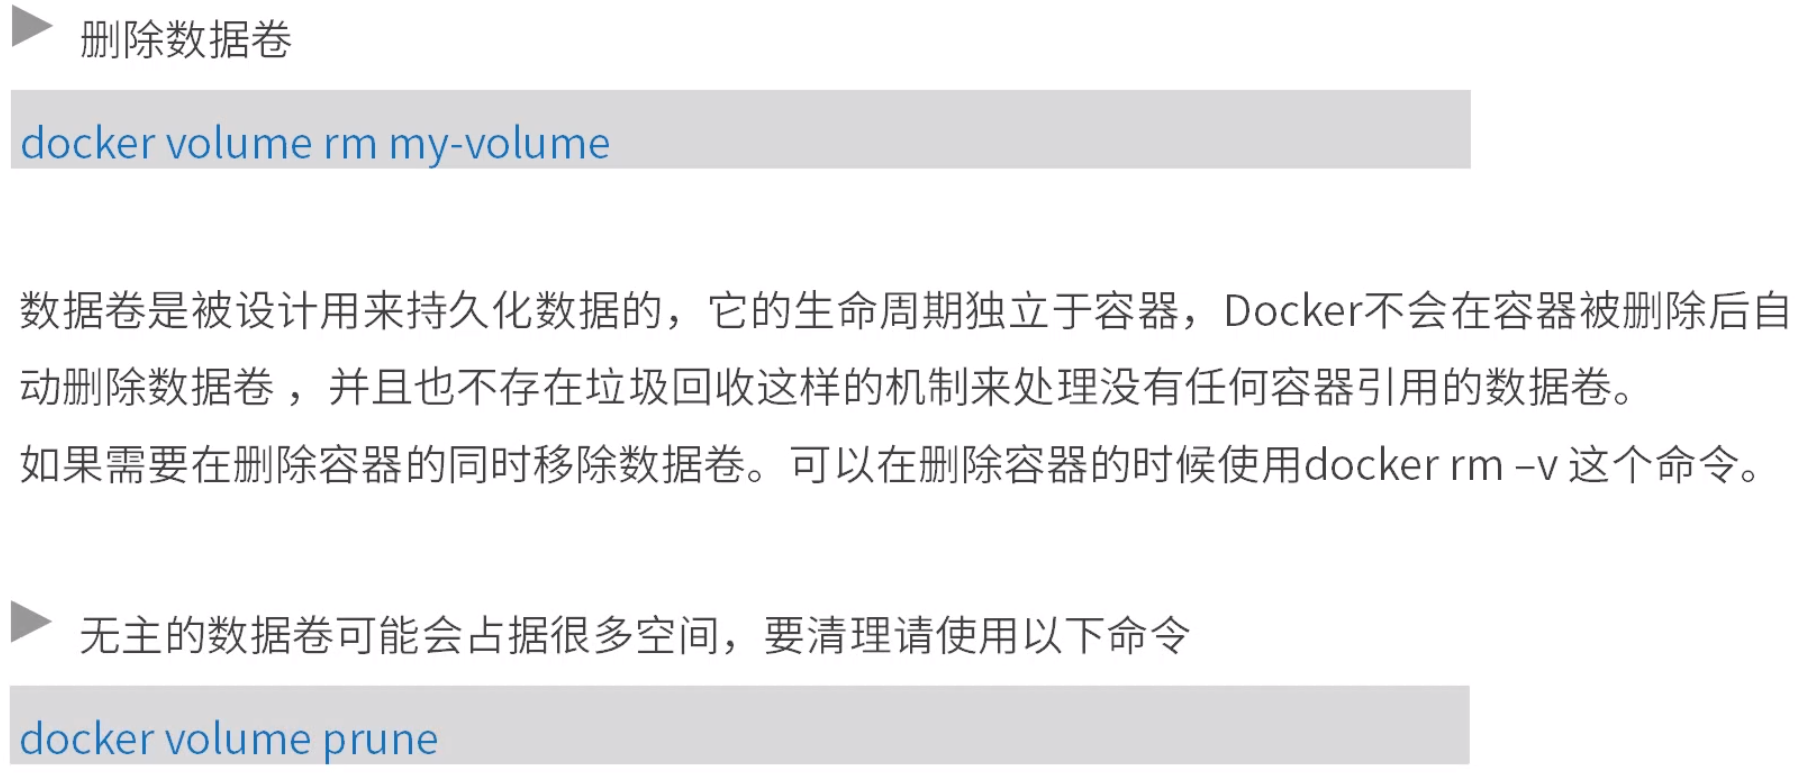 删除数据卷
docker volume rm my-volume
数据卷是被设计用来持久化数据的，它的生命周期独立于容器，Docker不会在容器被删除后自
动删除数据卷 ，并且也不存在垃圾回收这样的机制来处理没有任何容器引用的数据卷。
如果需要在删除容器的同时移除数据卷。可以在删除容器的时候使用docker rm –v 这个命令。
无主的数据卷可能会占据很多空间，要清理请使用以下命令
docker volume prune